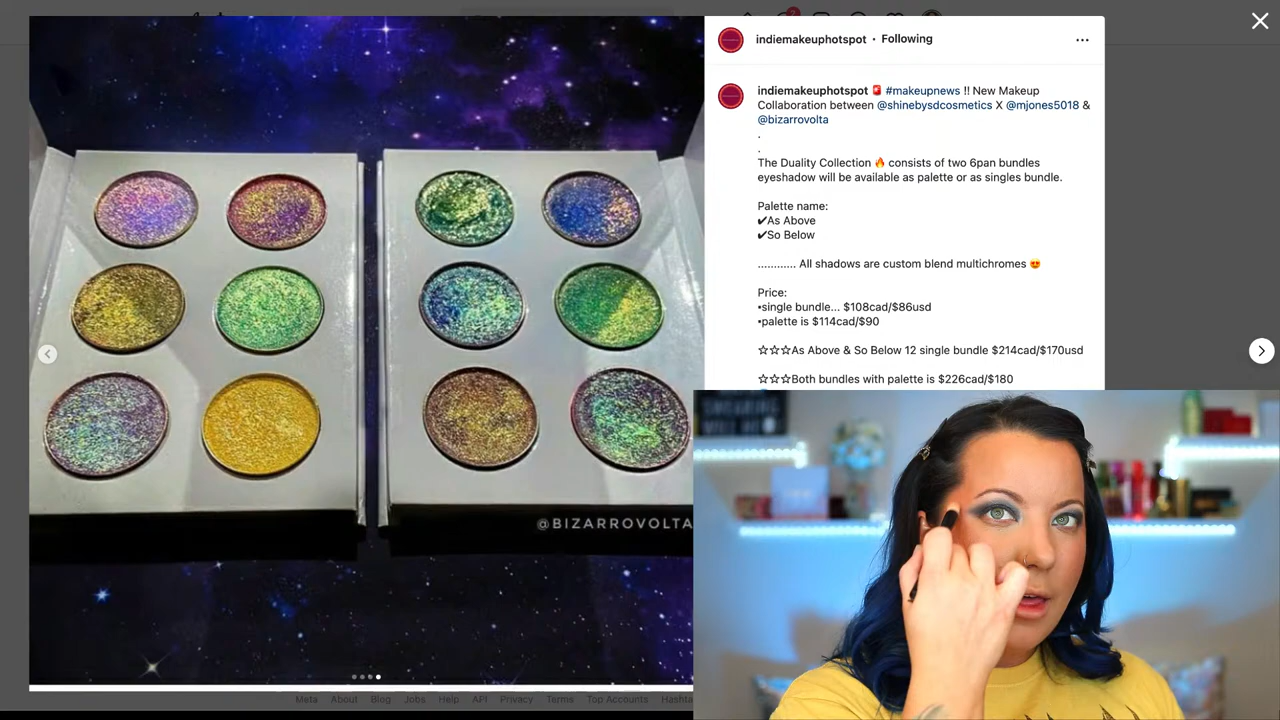 indiemakeuphotspot • Following
indiemakeuphotspot 🚨 #makeupnews !! New Makeup
Collaboration between @shinebysdcosmetics X @mjones5018 &
@bizarrovolta
.
.
The Duality Collection 🔥 consists of two 6pan bundles
eyeshadow will be available as palette or as singles bundle.
Palette name:
✔As Above
✔So Below
............ All shadows are custom blend multichromes 😍
Price:
▪single bundle... $108cad/$86usd
▪palette is $114cad/$90
☆☆☆As Above & So Below 12 single bundle $214cad/$170usd
☆☆☆Both bundles with palette is $226cad/$180
@BIZARROVOLTA
Meta About Blog Jobs Help API Privacy Terms Top Accounts Hashta